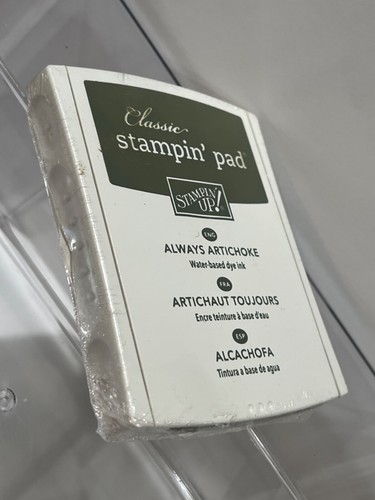 Classic
stampin' pad
STAMPIN'
UP!
ENG
ALWAYS ARTICHOKE
Water-based dye ink
FRA
ARTICHAUT TOUJOURS
Encre teinture à base d'eau
ESP
ALCACHOFA
Tintura a base de agua